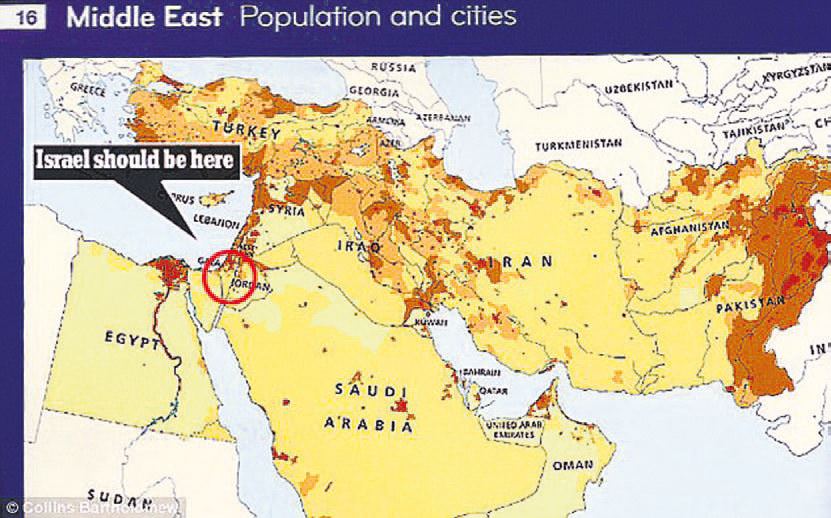 16 Middle East Population and cities
RUSSIA
GREECE
GEORGIA
UZBEKISTAN
KYRGYZSTAN
ARMENIA
AZERBAIJAN
TURKEY
AZER.
TURKMENISTAN
TAJIKISTAN
CH
Israel should be here
CYPRUS
LEBANON
SYRIA
IRAQ
IRAN
AFGHANISTAN
GAZA
JORDAN
PAKISTAN
KUWAIT
EGYPT
IN
BAHRAIN
QATAR
SAUDI
ARABIA
UNITED ARAB
EMIRATES
OMAN
SUDAN
© Collins Bartholomew